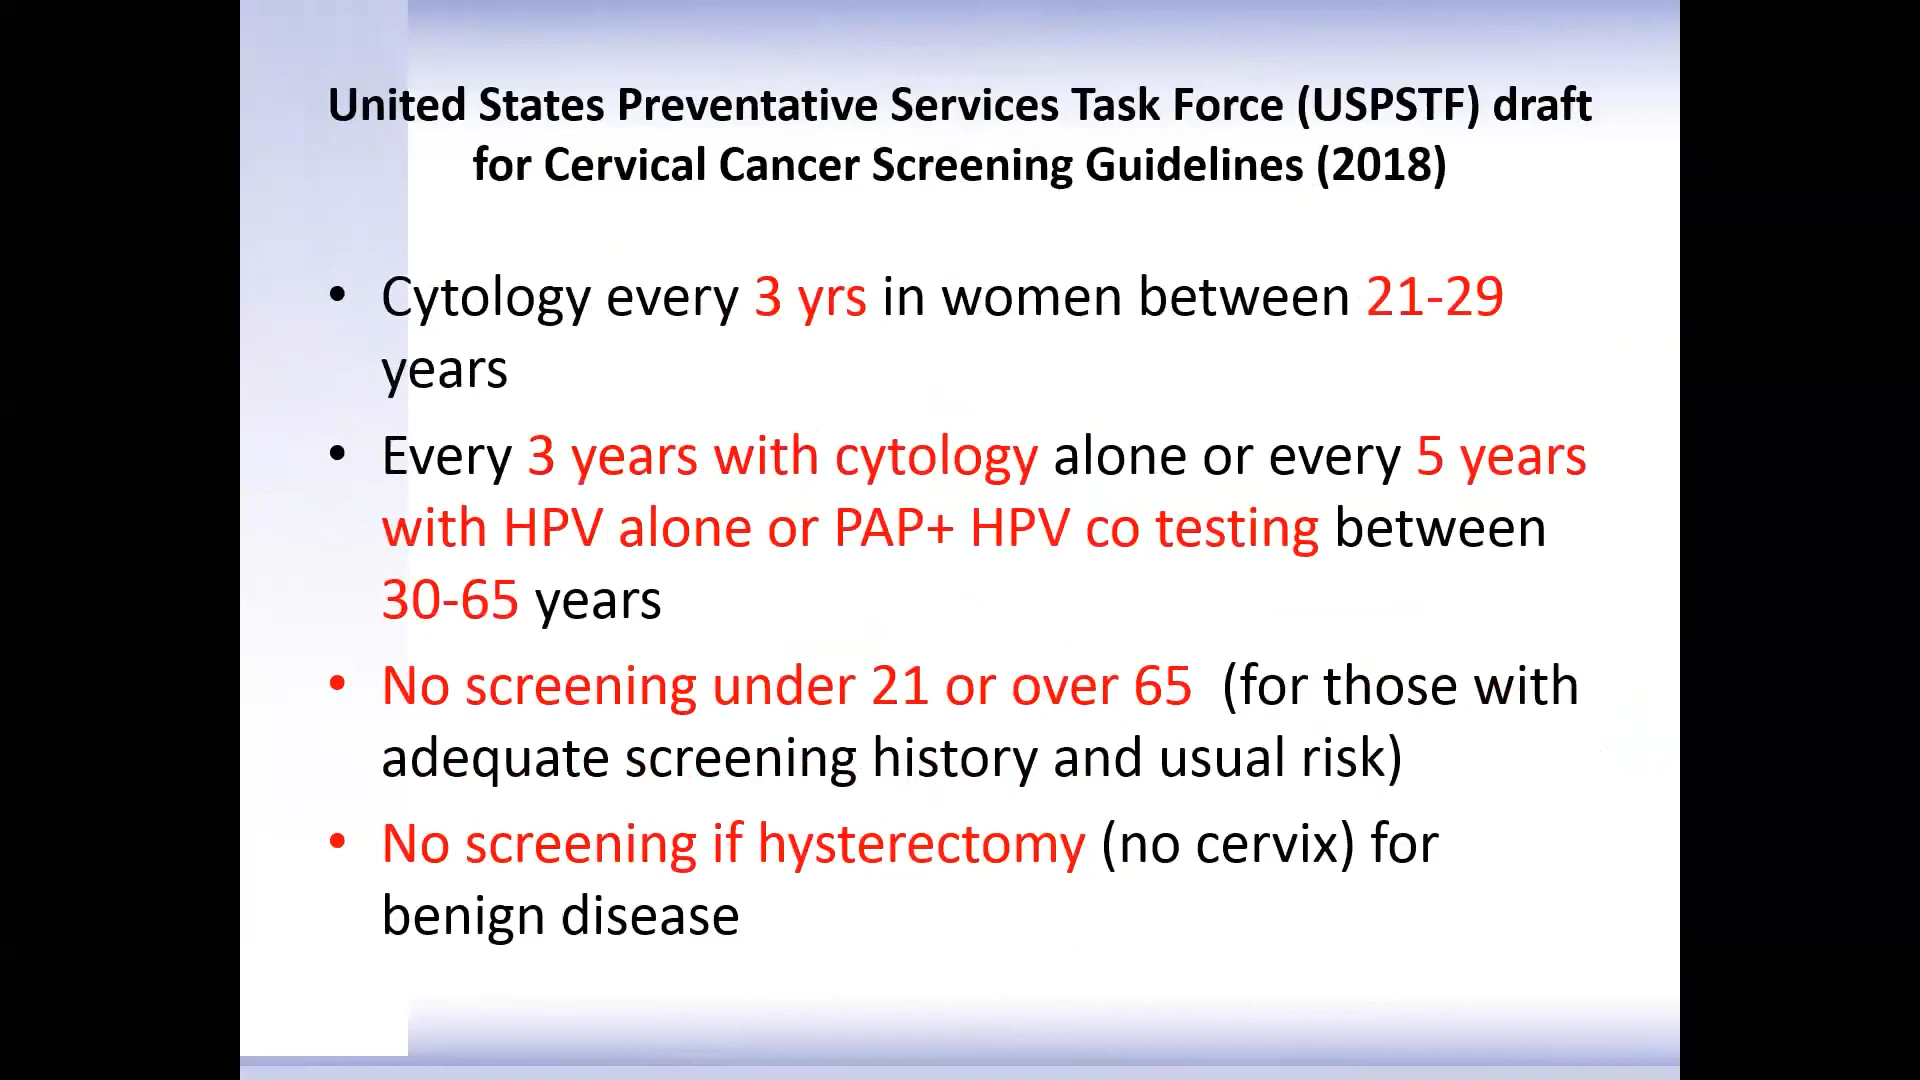 United States Preventative Services Task Force (USPSTF) draft
for Cervical Cancer Screening Guidelines (2018)
• Cytology every 3 yrs in women between 21-29
years
• Every 3 years with cytology alone or every 5 years
with HPV alone or PAP+ HPV co testing between
30-65 years
• No screening under 21 or over 65 (for those with
adequate screening history and usual risk)
• No screening if hysterectomy (no cervix) for
benign disease